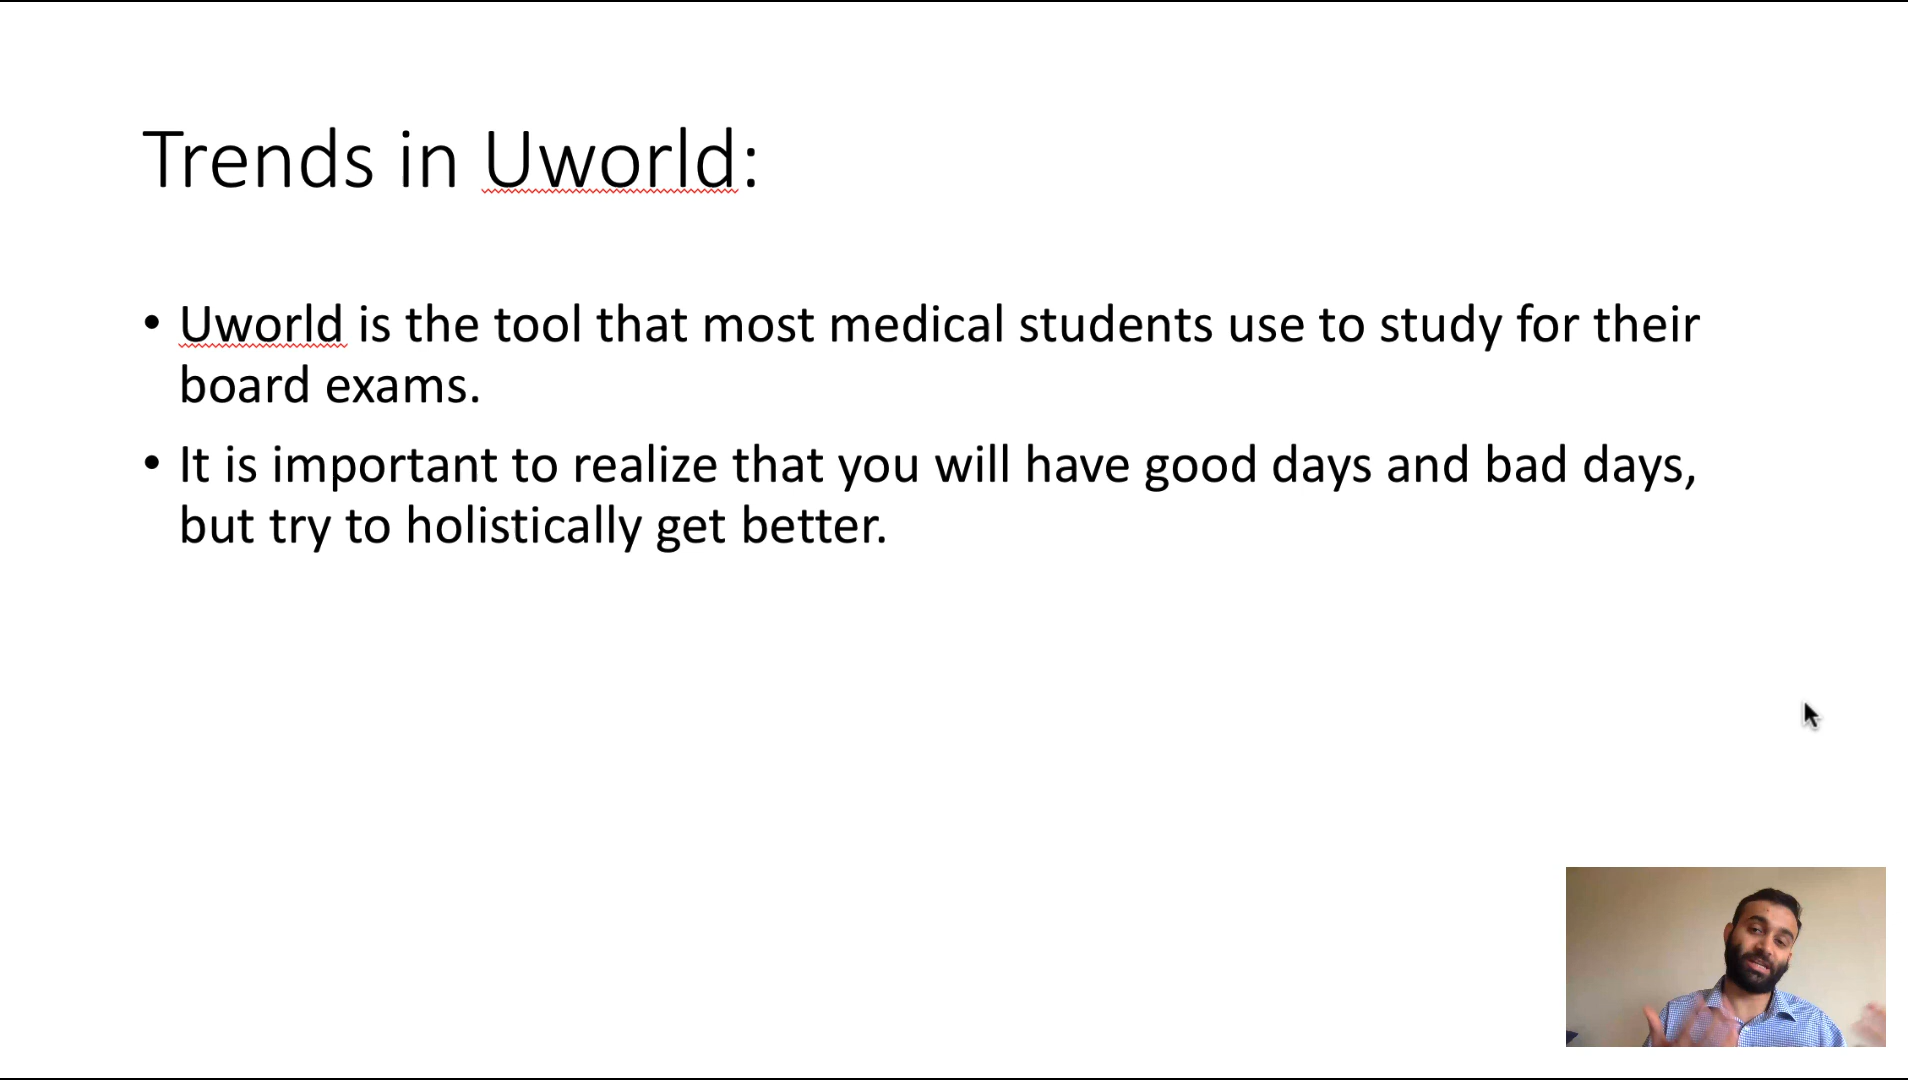 Trends in Uworld:
• Uworld is the tool that most medical students use to study for their
board exams.
• It is important to realize that you will have good days and bad days,
but try to holistically get better.